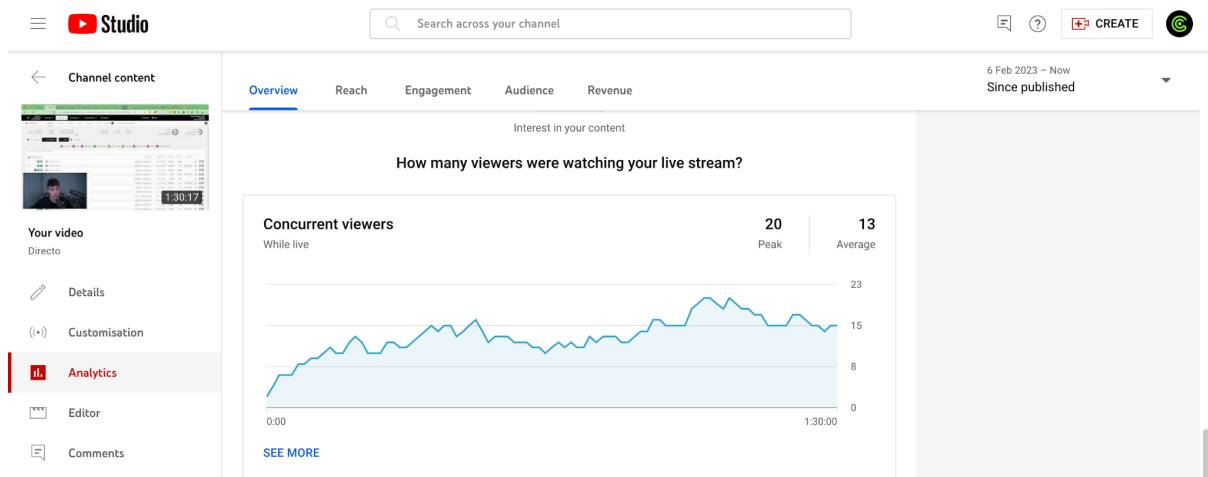 Studio
Search across your channel
CREATE
Channel content
1:30:17
Your video
Directo
Details
Customisation
Analytics
Editor
Comments
Overview Reach Engagement Audience Revenue
6 Feb 2023 – Now
Since published
Interest in your content
How many viewers were watching your live stream?
Concurrent viewers
While live
20
Peak
13
Average
23
15
8
0
0:00
1:30:00
SEE MORE